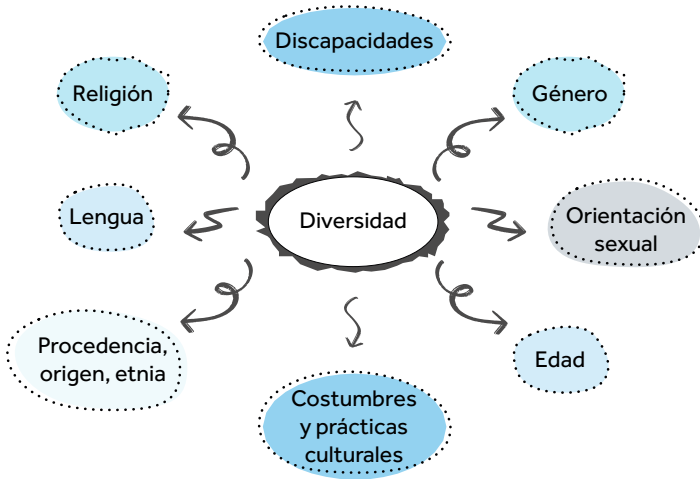 Discapacidades
Religión
Género
Lengua
Diversidad
Orientación
sexual
Procedencia,
origen, etnia
Edad
Costumbres
y prácticas
culturales